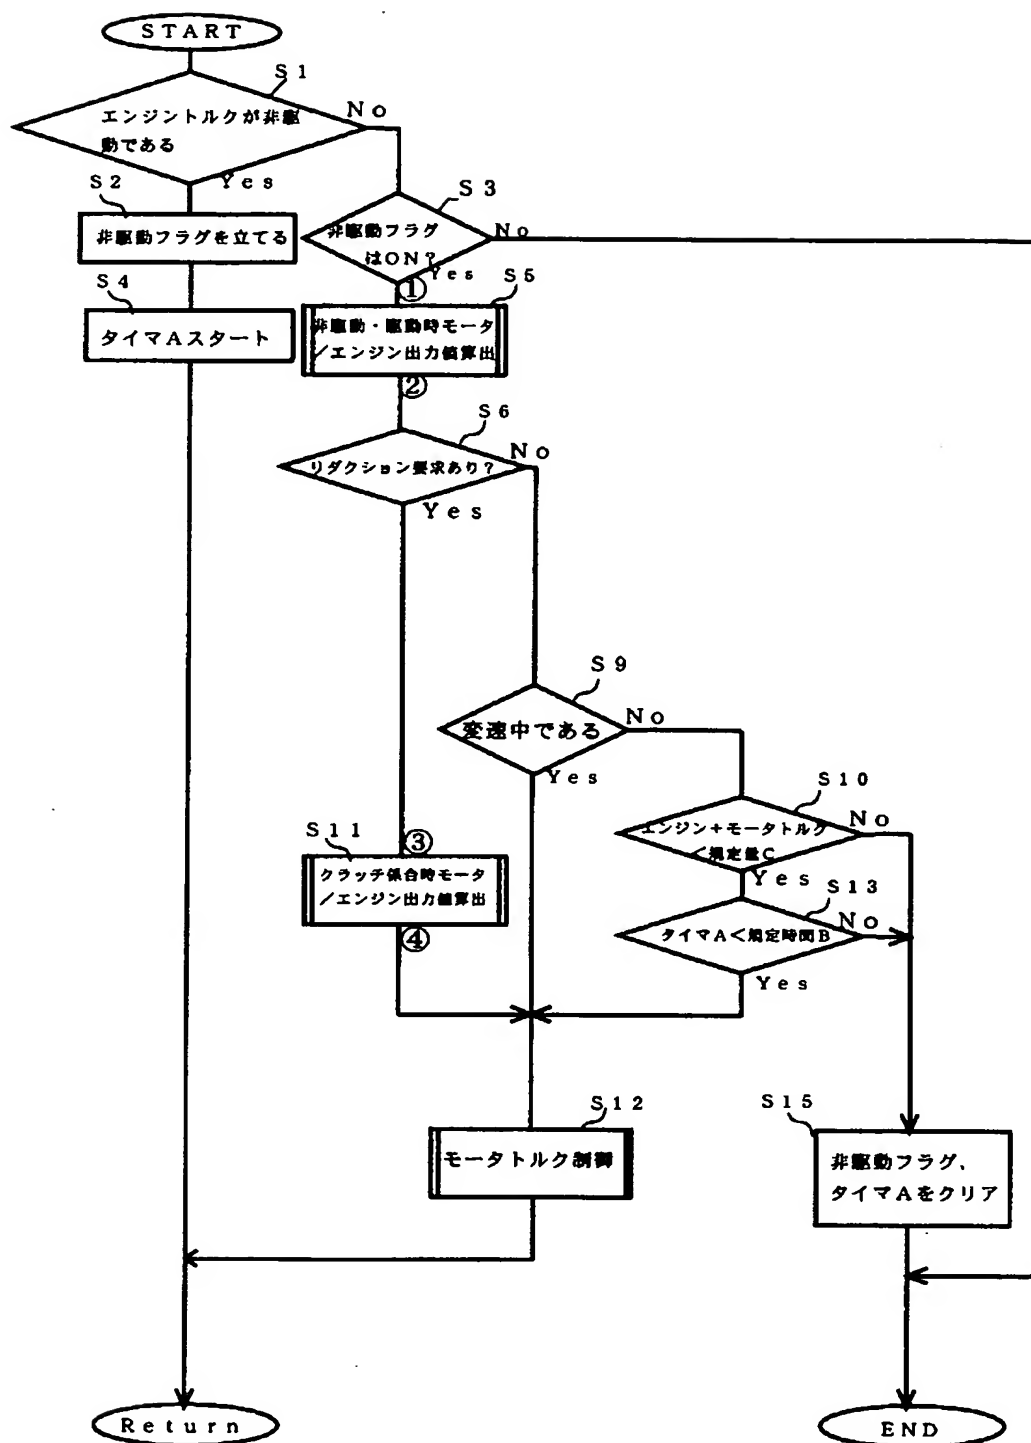 START
S1
エンジントルクが非駆
動である
No
Yes
S2
非駆動フラグを立てる
S3
非駆動フラグ
はON?
No
Yes
S4
タイマAスタート
①
S5
非駆動・駆動時モータ
/エンジン出力値算出
②
S6
リダクション要求あり?
No
Yes
S9
変速中である
No
Yes
S10
エンジン+モータトルク
<規定量C
No
Yes
S11
③
クラッチ係合時モータ
/エンジン出力値算出
④
S13
タイマA<規定時間B
No
Yes
S12
モータトルク制御
S15
非駆動フラグ、
タイマAをクリア
Return
END